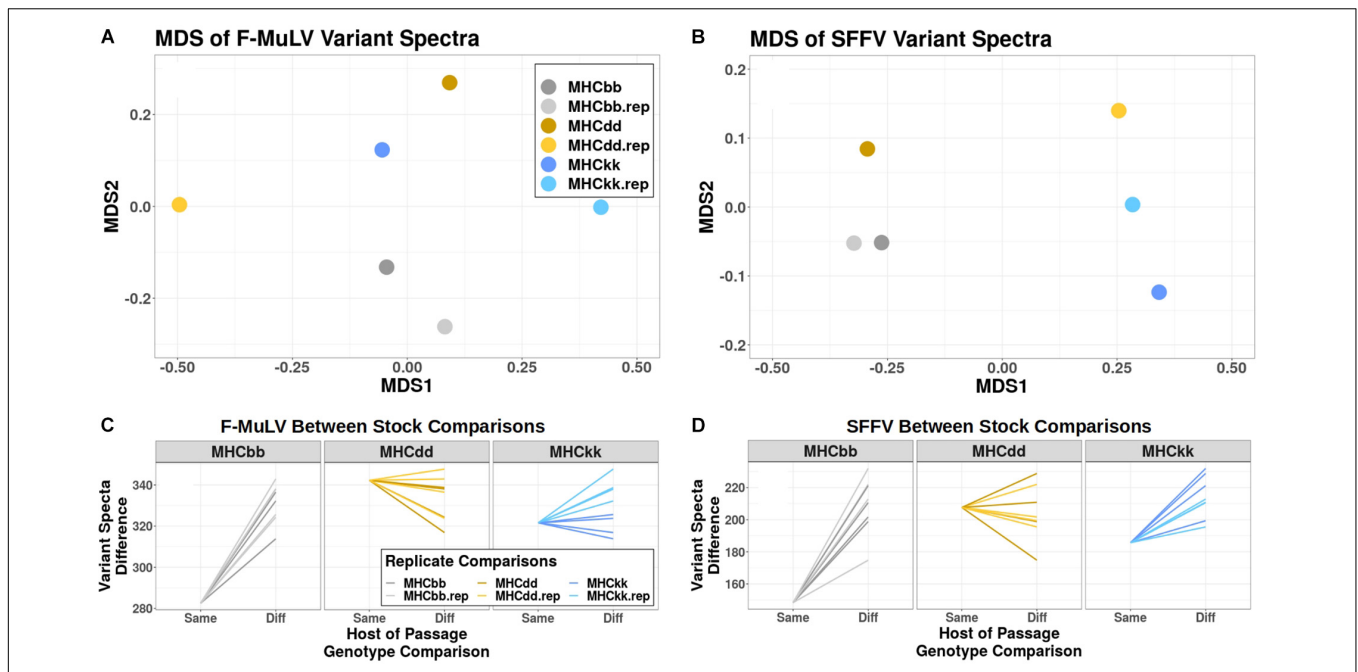 A
MDS of F-MuLV Variant Spectra
MDS2
0.2
0.0
-0.2
-0.50
-0.25
0.00
0.25
0.50
MDS1
MHCbb
MHCbb.rep
MHCdd
MHCdd.rep
MHCkk
MHCkk.rep
B
MDS of SFFV Variant Spectra
MDS2
0.2
0.1
0.0
-0.1
-0.2
-0.50
-0.25
0.00
0.25
0.50
MDS1
C
F-MuLV Between Stock Comparisons
MHCbb
MHCdd
MHCkk
Variant Specta
Difference
340
320
300
280
Replicate Comparisons
MHCbb
MHCdd
MHCkk
MHCbb.rep
MHCdd.rep
MHCkk.rep
Same
Diff
Same
Diff
Same
Diff
Host of Passage
Genotype Comparison
D
SFFV Between Stock Comparisons
MHCbb
MHCdd
MHCkk
Variant Specta
Difference
220
200
180
160
Same
Diff
Same
Diff
Same
Diff
Host of Passage
Genotype Comparison